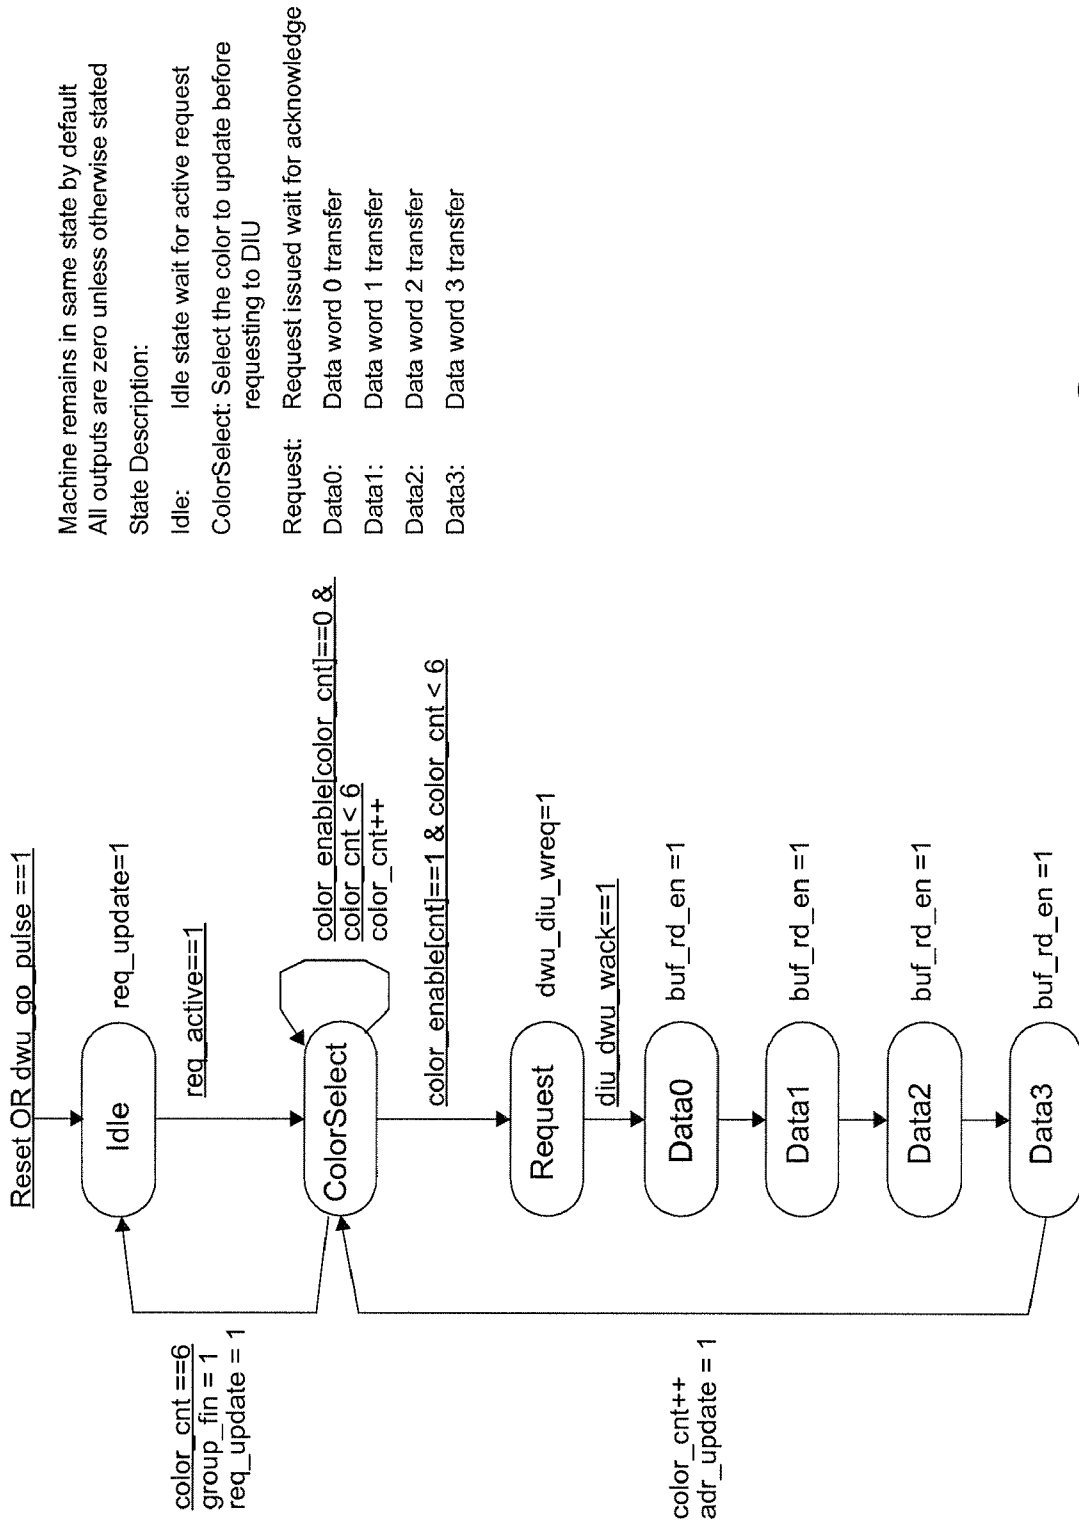 Reset OR dwu_go_pulse ==1
Idle
req_update=1
req_active==1
color_cnt ==6
group_fin = 1
req_update = 1
ColorSelect
color_enable[color_cnt]==0 &
color_cnt < 6
color_cnt++
color_enable[cnt]==1 & color_cnt < 6
Request
dwu_diu_wreq=1
diu_dwu_wack==1
Data0
buf_rd_en =1
Data1
buf_rd_en =1
Data2
buf_rd_en =1
Data3
buf_rd_en =1
color_cnt++
adr_update = 1
Machine remains in same state by default
All outputs are zero unless otherwise stated
State Description:
Idle: Idle state wait for active request
ColorSelect: Select the color to update before
requesting to DIU
Request: Request issued wait for acknowledge
Data0: Data word 0 transfer
Data1: Data word 1 transfer
Data2: Data word 2 transfer
Data3: Data word 3 transfer